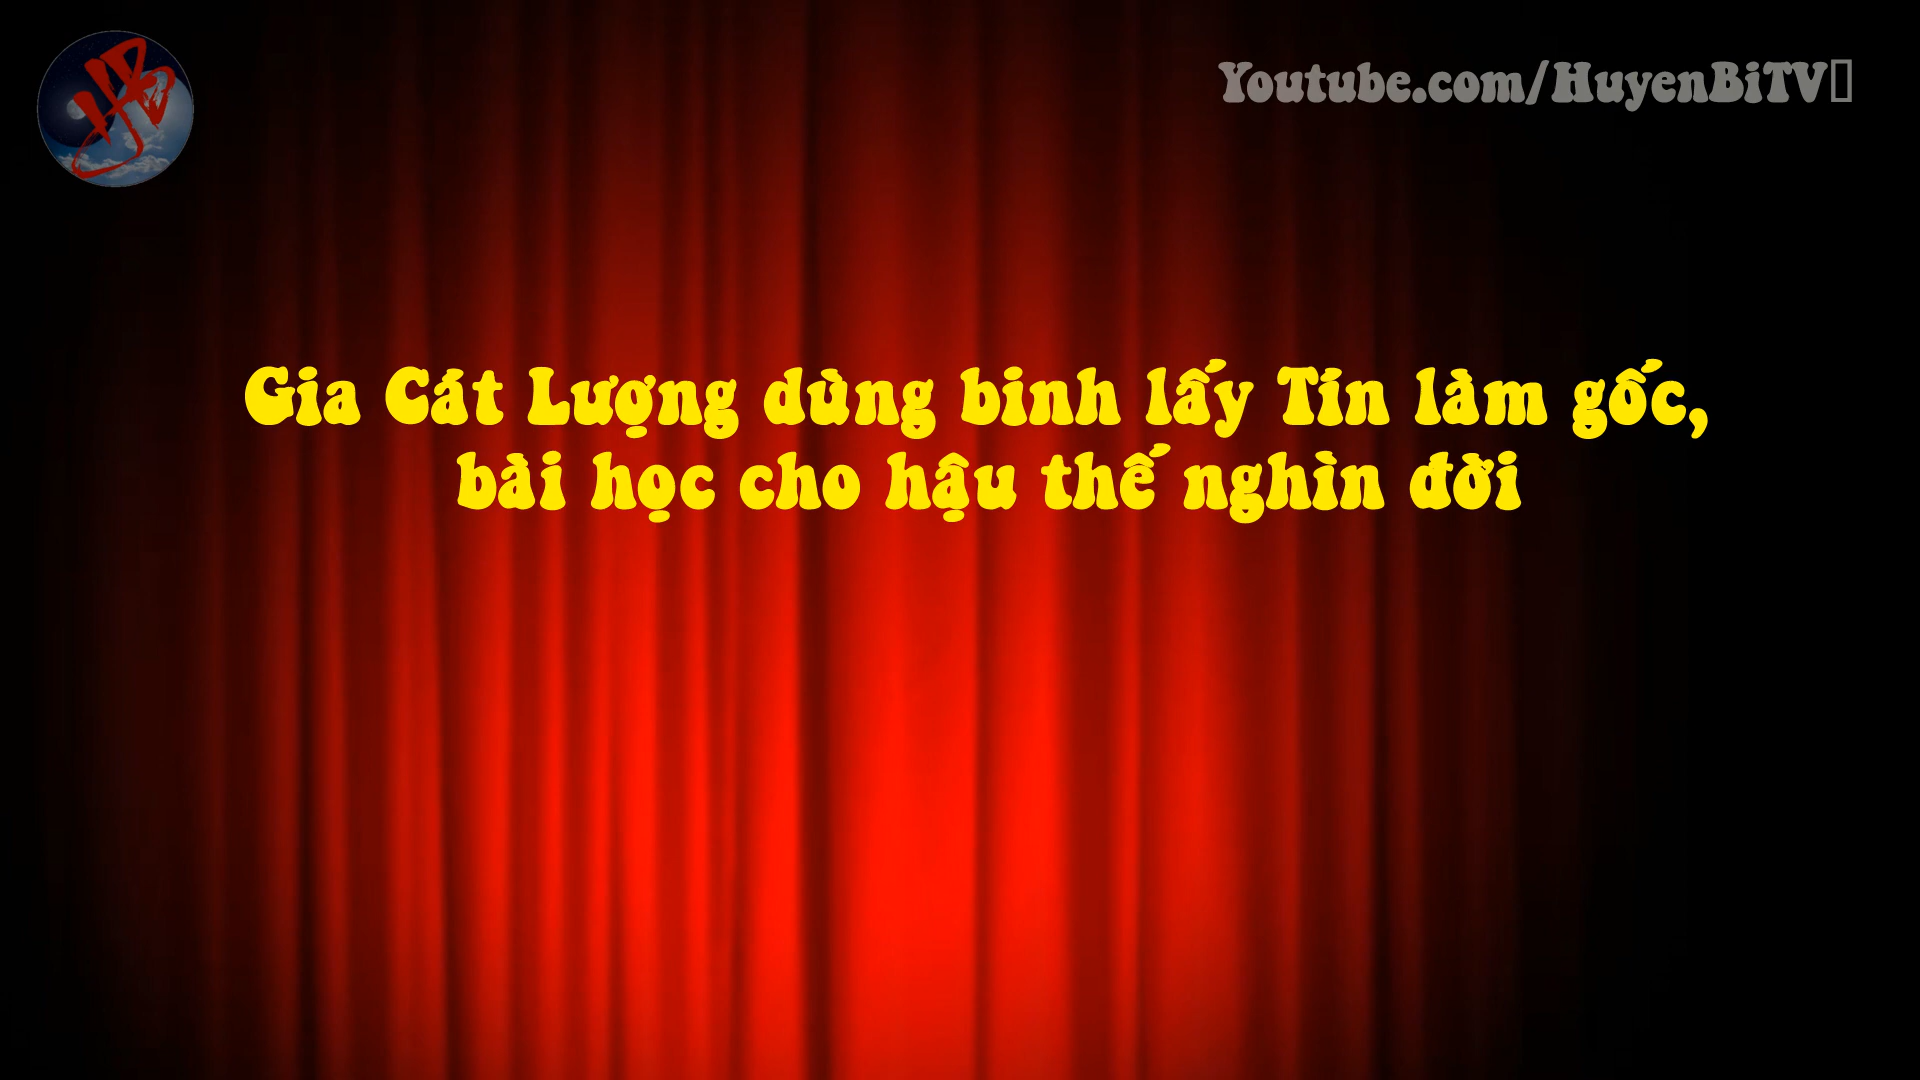 Youtube.com/HuyenBiTV
Gia Cát Lượng dùng binh lấy Tín làm gốc,
bài học cho hậu thế nghìn đời